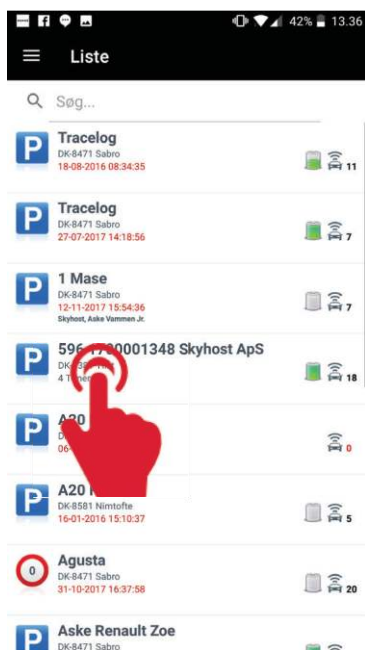 42% 13.36
Liste
Søg...
P Tracelog
DK-8471 Sabro
18-08-2016 08:34:35
11
P Tracelog
DK-8471 Sabro
27-07-2017 14:18:56
7
P 1 Mase
DK-8471 Sabro
12-11-2017 15:54:36
7
Skyhost, Aske Vammen Jr.
P 596 1700001348 Skyhost ApS
4
18
P A30
06-
0
P A20
DK-8581 Nimtofte
16-01-2016 15:10:37
5
0 Agusta
DK-8471 Sabro
31-10-2017 16:37:58
20
P Aske Renault Zoe
DK-8471 Sabro